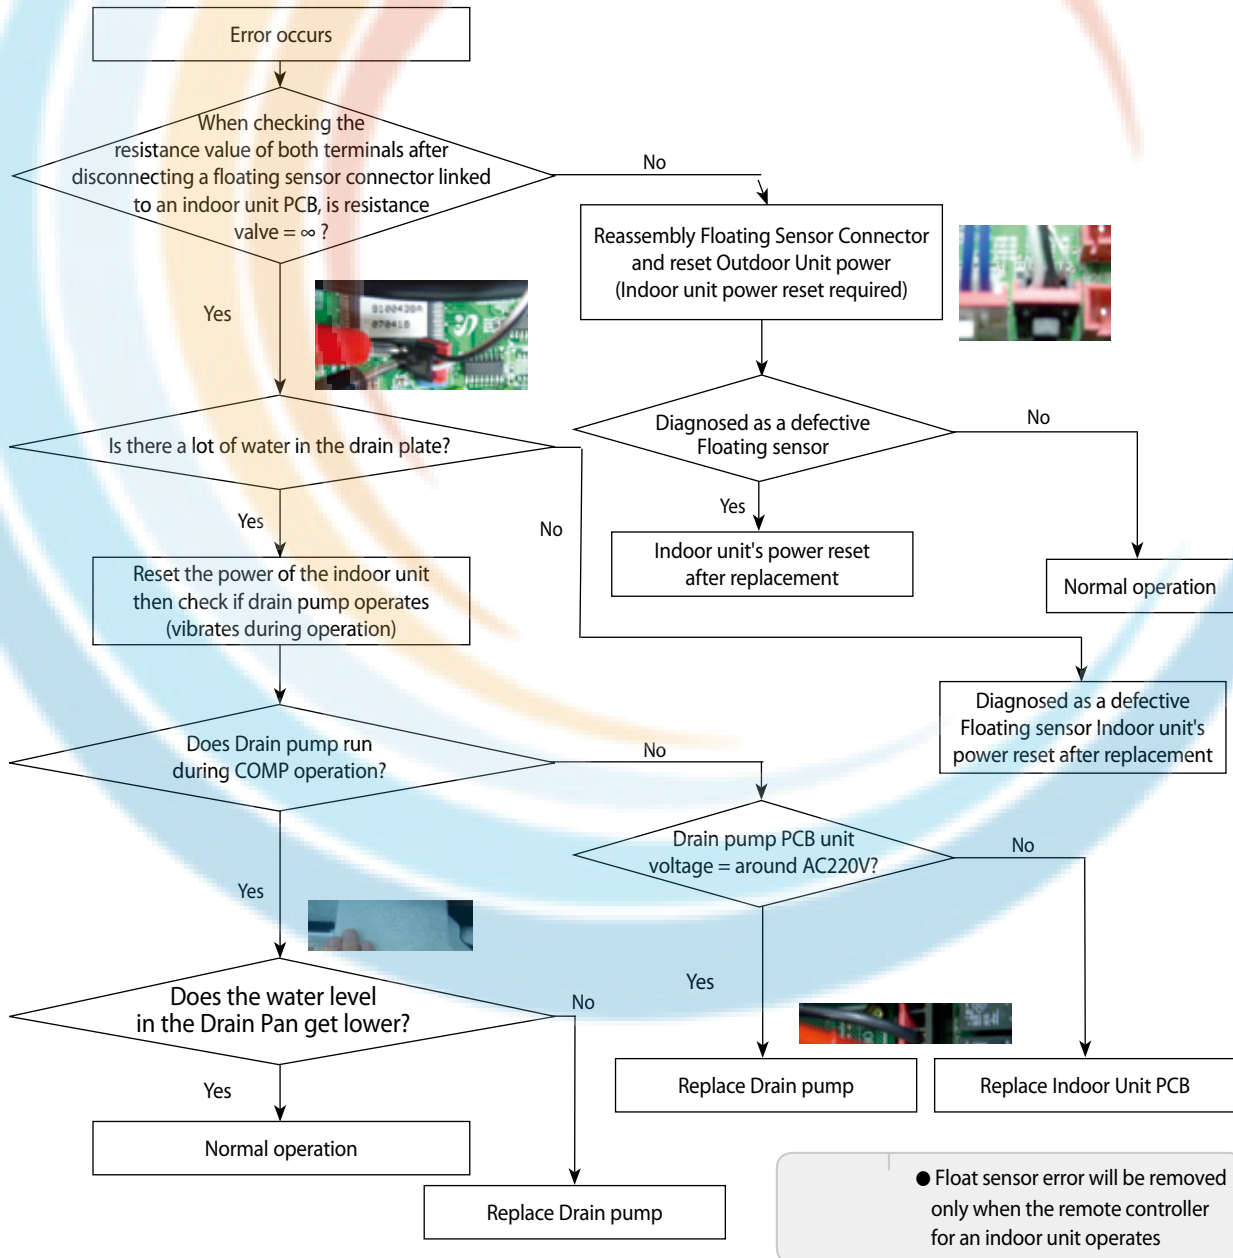 Error occurs
When checking the
resistance value of both terminals after
disconnecting a floating sensor connector linked
to an indoor unit PCB, is resistance
valve = ∞ ?
No
Reassembly Floating Sensor Connector
and reset Outdoor Unit power
(Indoor unit power reset required)
Yes
9100438A
070418
Is there a lot of water in the drain plate?
Diagnosed as a defective
Floating sensor
No
Yes
Yes
No
Indoor unit's power reset
after replacement
Normal operation
Reset the power of the indoor unit
then check if drain pump operates
(vibrates during operation)
Diagnosed as a defective
Floating sensor Indoor unit's
power reset after replacement
Does Drain pump run
during COMP operation?
No
Drain pump PCB unit
voltage = around AC220V?
No
Yes
Yes
Does the water level
in the Drain Pan get lower?
No
Yes
Replace Drain pump
Replace Indoor Unit PCB
Normal operation
Replace Drain pump
● Float sensor error will be removed
only when the remote controller
for an indoor unit operates